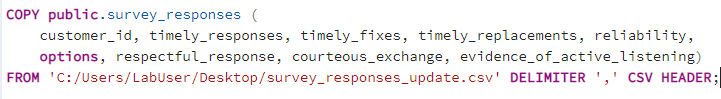 COPY public.survey_responses (
customer_id, timely_responses, timely_fixes, timely_replacements, reliability,
options, respectful_response, courteous_exchange, evidence_of_active_listening)
FROM 'C:/Users/LabUser/Desktop/survey_responses_update.csv' DELIMITER ',' CSV HEADER;